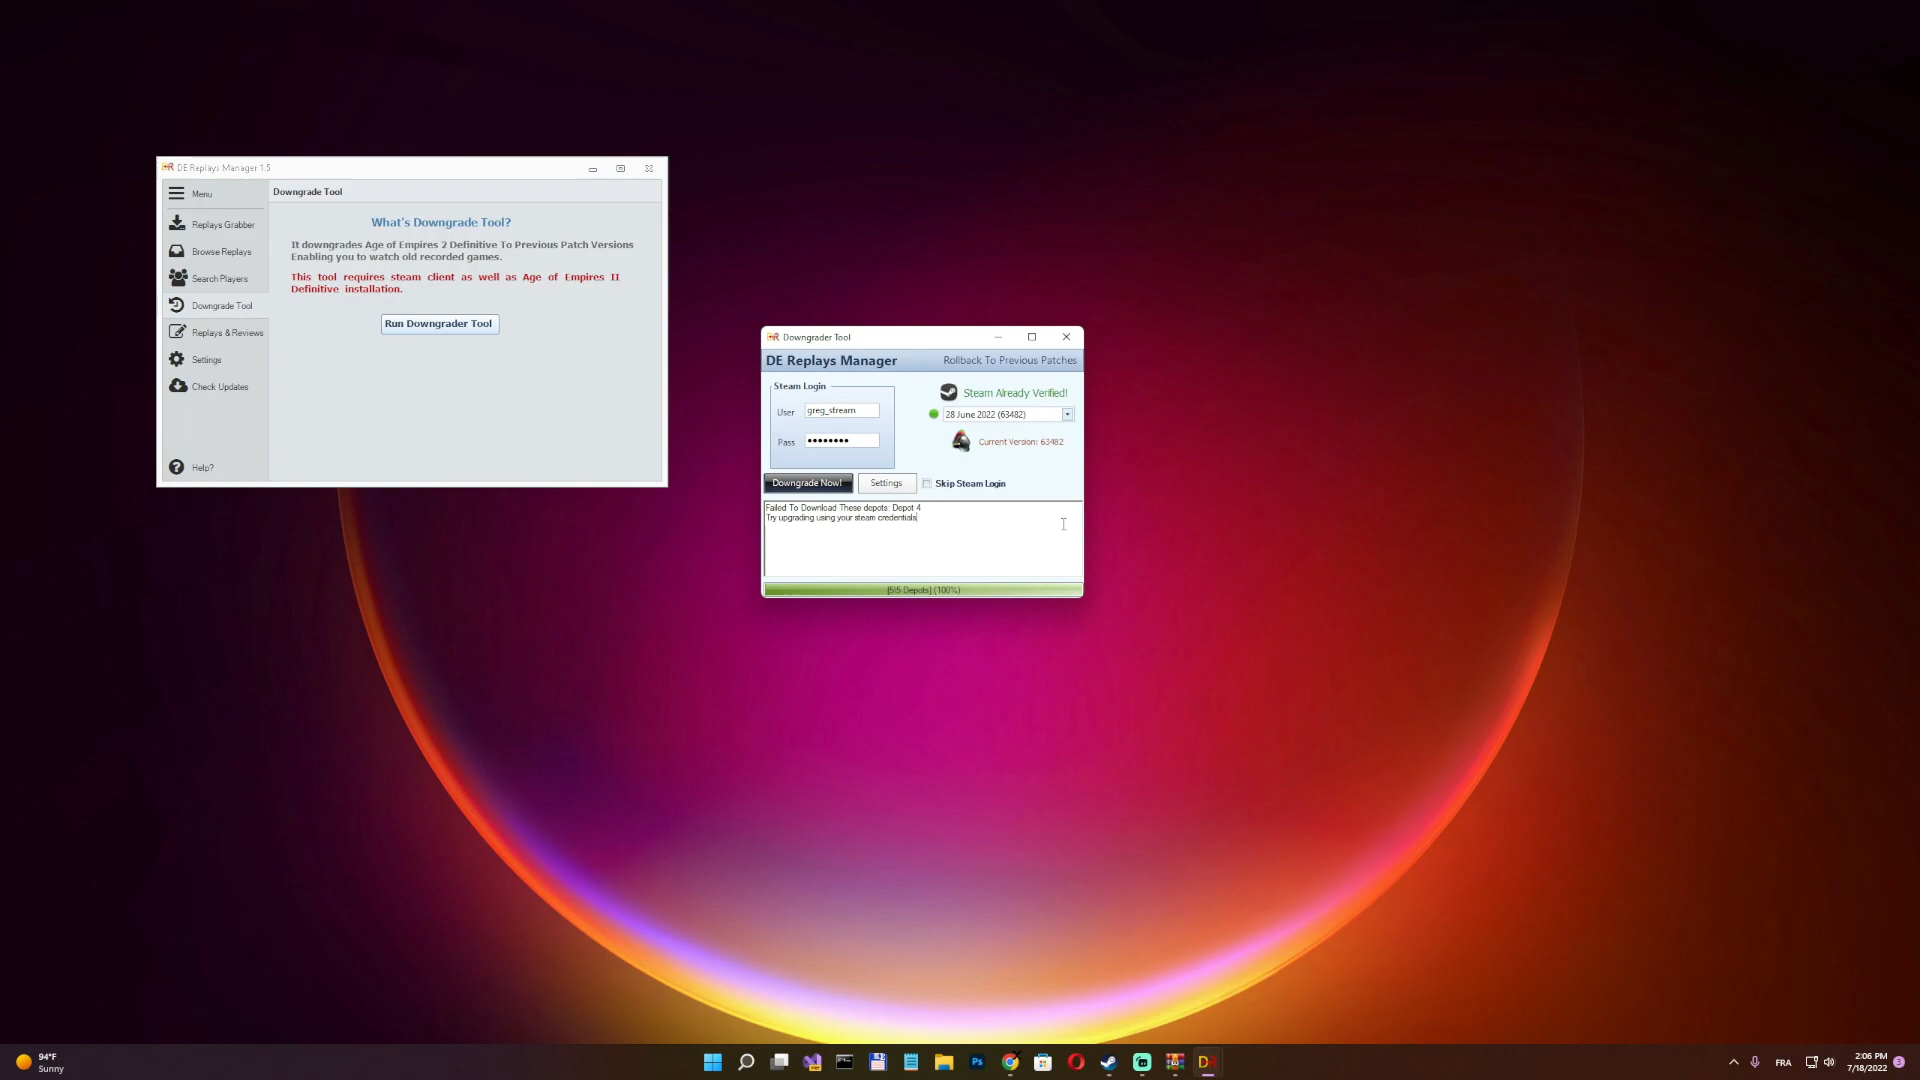 DE Replays Manager 1.5
Menu
Downgrade Tool
Replays Grabber
Browse Replays
Search Players
Downgrade Tool
Replays & Reviews
Settings
Check Updates
Help?
What's Downgrade Tool?
It downgrades Age of Empires 2 Definitive To Previous Patch Versions
Enabling you to watch old recorded games.
This tool requires steam client as well as Age of Empires II
Definitive installation.
Run Downgrader Tool
Downgrader Tool
DE Replays Manager
Rollback To Previous Patches
Steam Login
User
greg_stream
Pass
Steam Already Verified!
28 June 2022 (63482)
Current Version: 63482
Downgrade Now!
Settings
Skip Steam Login
Failed To Download These depots: Depot 4
Try upgrading using your steam credentials
[5\5 Depots] (100%)
94°F
Sunny
Ps
FRA
2:06 PM
7/18/2022
3